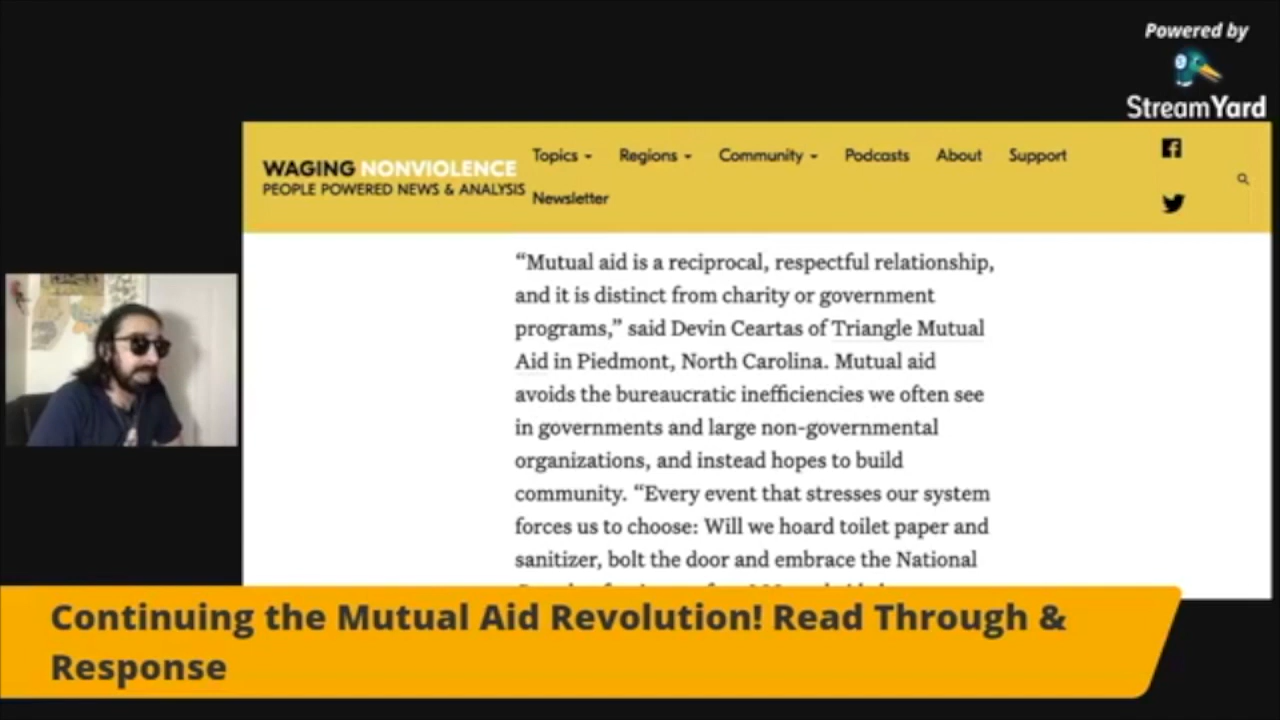 Powered by
StreamYard
WAGING NONVIOLENCE
PEOPLE POWERED NEWS & ANALYSIS
Topics
Regions
Community
Podcasts
About
Support
Newsletter
“Mutual aid is a reciprocal, respectful relationship,
and it is distinct from charity or government
programs,” said Devin Ceartas of Triangle Mutual
Aid in Piedmont, North Carolina. Mutual aid
avoids the bureaucratic inefficiencies we often see
in governments and large non-governmental
organizations, and instead hopes to build
community. “Every event that stresses our system
forces us to choose: Will we hoard toilet paper and
sanitizer, bolt the door and embrace the National
Continuing the Mutual Aid Revolution! Read Through &
Response